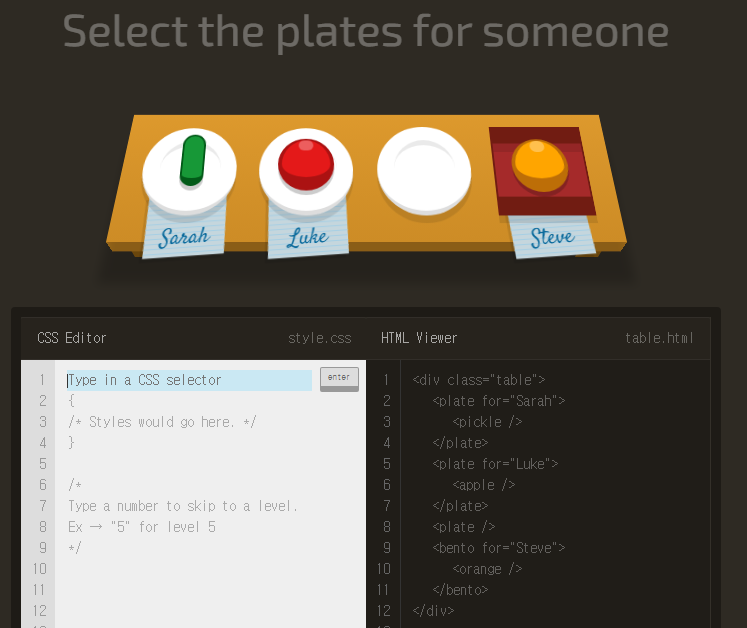 Select the plates for someone
Sarah
Luke
Steve
CSS Editor
style.css
HTML Viewer
table.html
1 Type in a CSS selector
enter
2 {
3 /* Styles would go here. */
4 }
5
6 /*
7 Type a number to skip to a level.
8 Ex → "5" for level 5
9 */
10
11
12
1 <div class="table">
2 <plate for="Sarah">
3 <pickle />
4 </plate>
5 <plate for="Luke">
6 <apple />
7 </plate>
8 <plate />
9 <bento for="Steve">
10 <orange />
11 </bento>
12 </div>